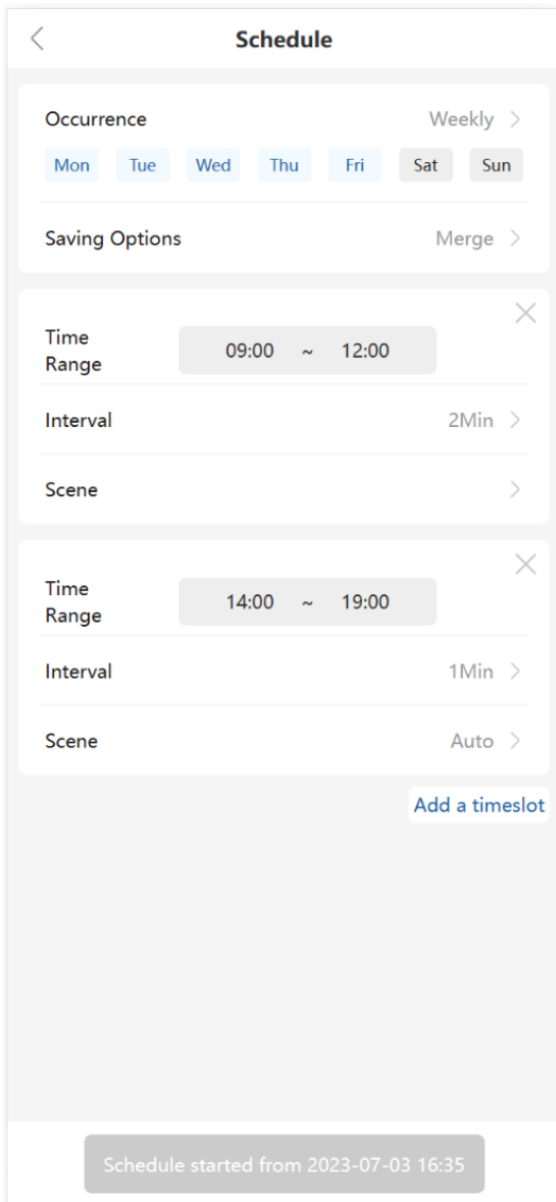 Schedule
Occurrence Weekly
Mon Tue Wed Thu Fri Sat Sun
Saving Options Merge
Time
Range
09:00 ~ 12:00
Interval 2Min
Scene
Time
Range
14:00 ~ 19:00
Interval 1Min
Scene Auto
Add a timeslot
Schedule started from 2023-07-03 16:35